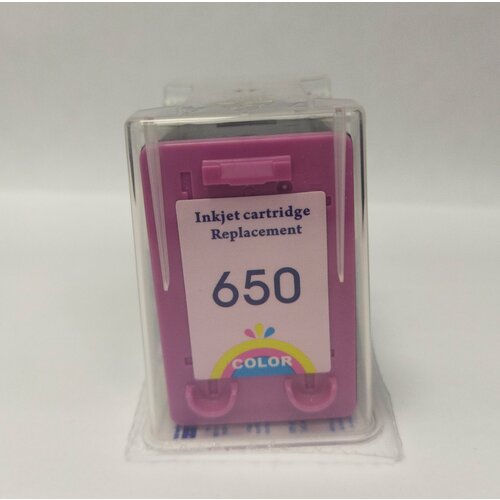 Inkjet cartridge
Replacement
650
COLOR